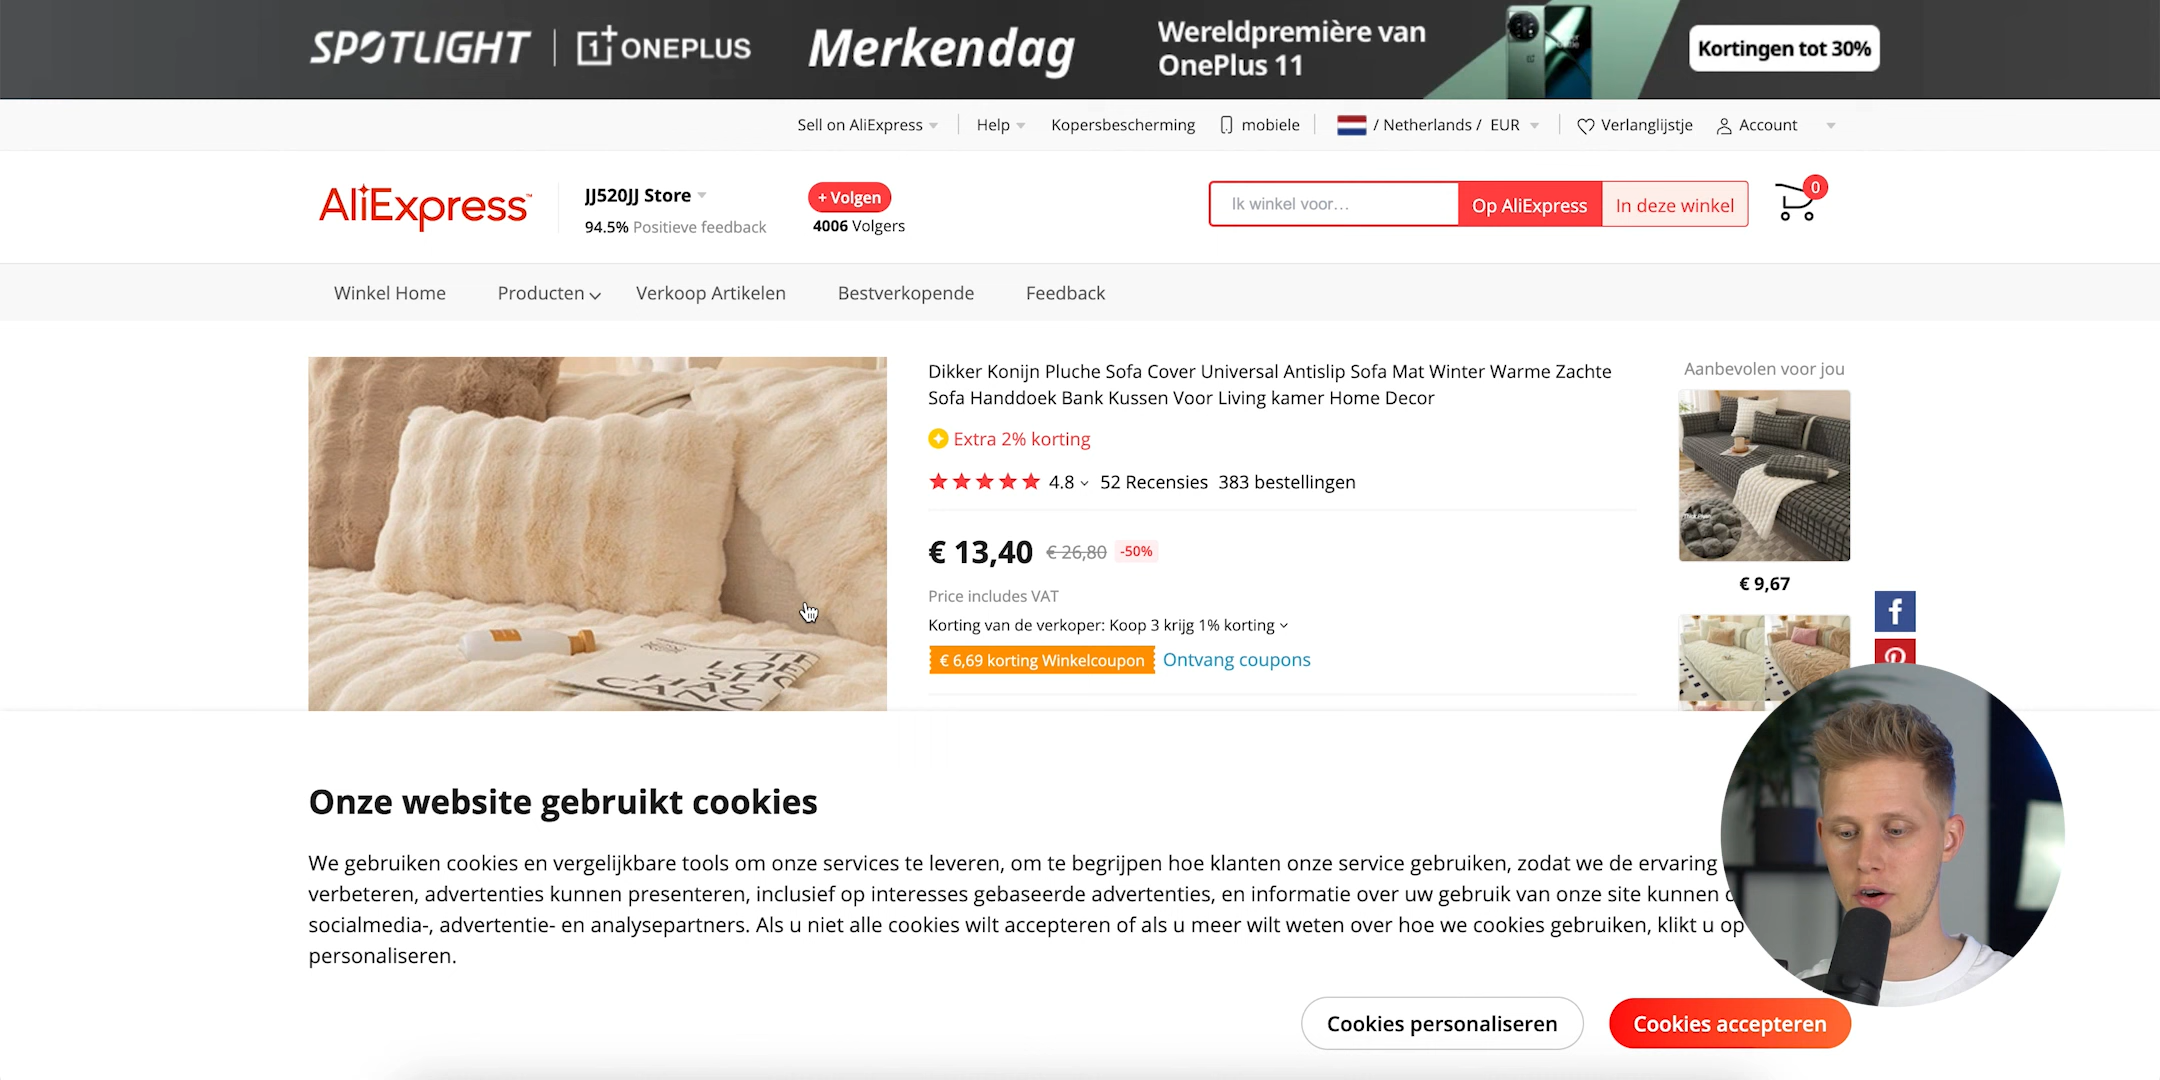 SPOTLIGHT | ONEPLUS Merkendag Wereldpremière van OnePlus 11 Kortingen tot 30%
Sell on AliExpress Help Kopersbescherming mobiele / Netherlands / EUR Verlanglijstje Account
AliExpress
JJ520JJ Store
94.5% Positieve feedback
+ Volgen
4006 Volgers
Ik winkel voor...
Op AliExpress
In deze winkel
0
Winkel Home Producten Verkoop Artikelen Bestverkopende Feedback
Dikker Konijn Pluche Sofa Cover Universal Antislip Sofa Mat Winter Warme Zachte
Sofa Handdoek Bank Kussen Voor Living kamer Home Decor
Extra 2% korting
4.8 52 Recensies 383 bestellingen
€ 13,40 € 26,80 -50%
Price includes VAT
Korting van de verkoper: Koop 3 krijg 1% korting
€ 6,69 korting Winkelcoupon Ontvang coupons
Aanbevolen voor jou
€ 9,67
Onze website gebruikt cookies
We gebruiken cookies en vergelijkbare tools om onze services te leveren, om te begrijpen hoe klanten onze service gebruiken, zodat we de ervaring
verbeteren, advertenties kunnen presenteren, inclusief op interesses gebaseerde advertenties, en informatie over uw gebruik van onze site kunnen
socialmedia-, advertentie- en analysepartners. Als u niet alle cookies wilt accepteren of als u meer wilt weten over hoe we cookies gebruiken, klikt u op
personaliseren.
Cookies personaliseren
Cookies accepteren